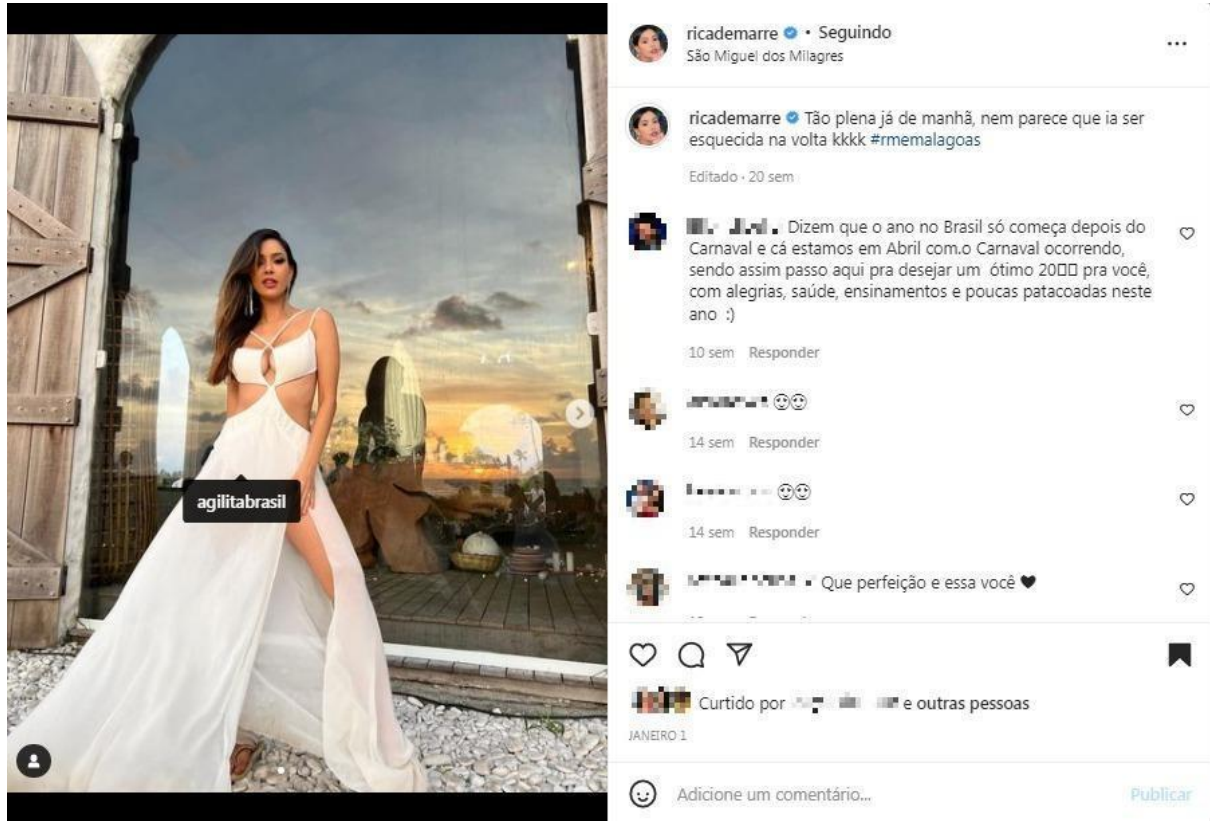 ricademarre • Seguindo
São Miguel dos Milagres
ricademarre Tão plena já de manhã, nem parece que ia ser
esquecida na volta kkkk #rmemalagoas
Editado · 20 sem
Dizem que o ano no Brasil só começa depois do
Carnaval e cá estamos em Abril com.o Carnaval ocorrendo,
sendo assim passo aqui pra desejar um ótimo 20▯▯ pra você,
com alegrias, saúde, ensinamentos e poucas patacoadas neste
ano :)
10 sem Responder
14 sem Responder
14 sem Responder
Que perfeição e essa você 🖤
agilitabrasil
Curtido por
e outras pessoas
JANEIRO 1
Adicione um comentário...
Publicar